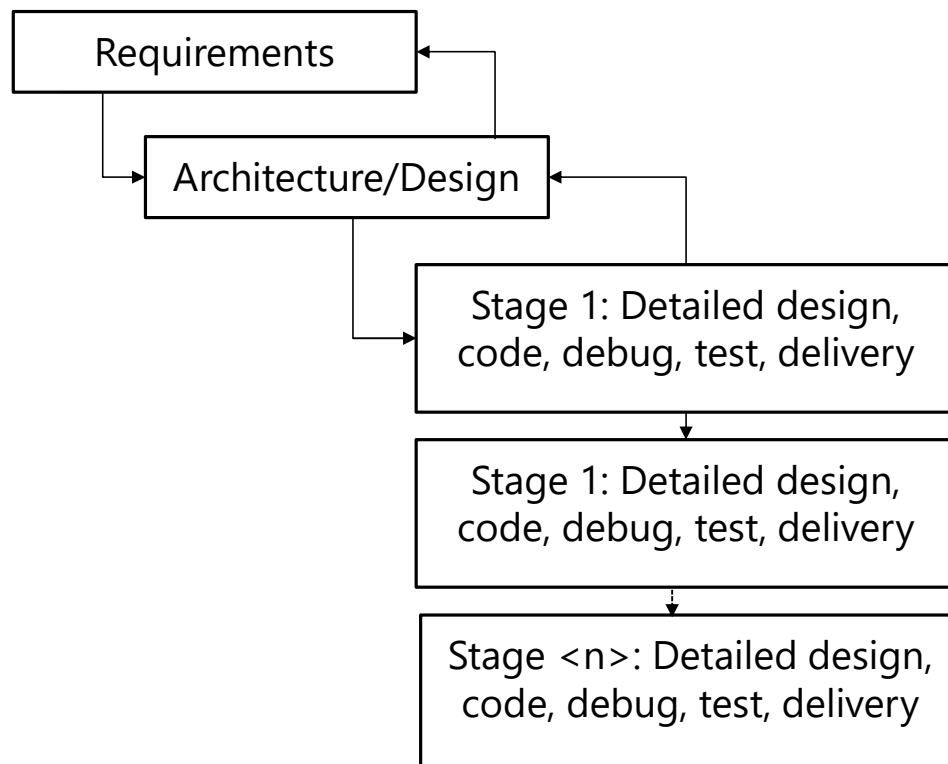 Requirements
Architecture/Design
Stage 1: Detailed design,
code, debug, test, delivery
Stage 1: Detailed design,
code, debug, test, delivery
Stage <n>: Detailed design,
code, debug, test, delivery